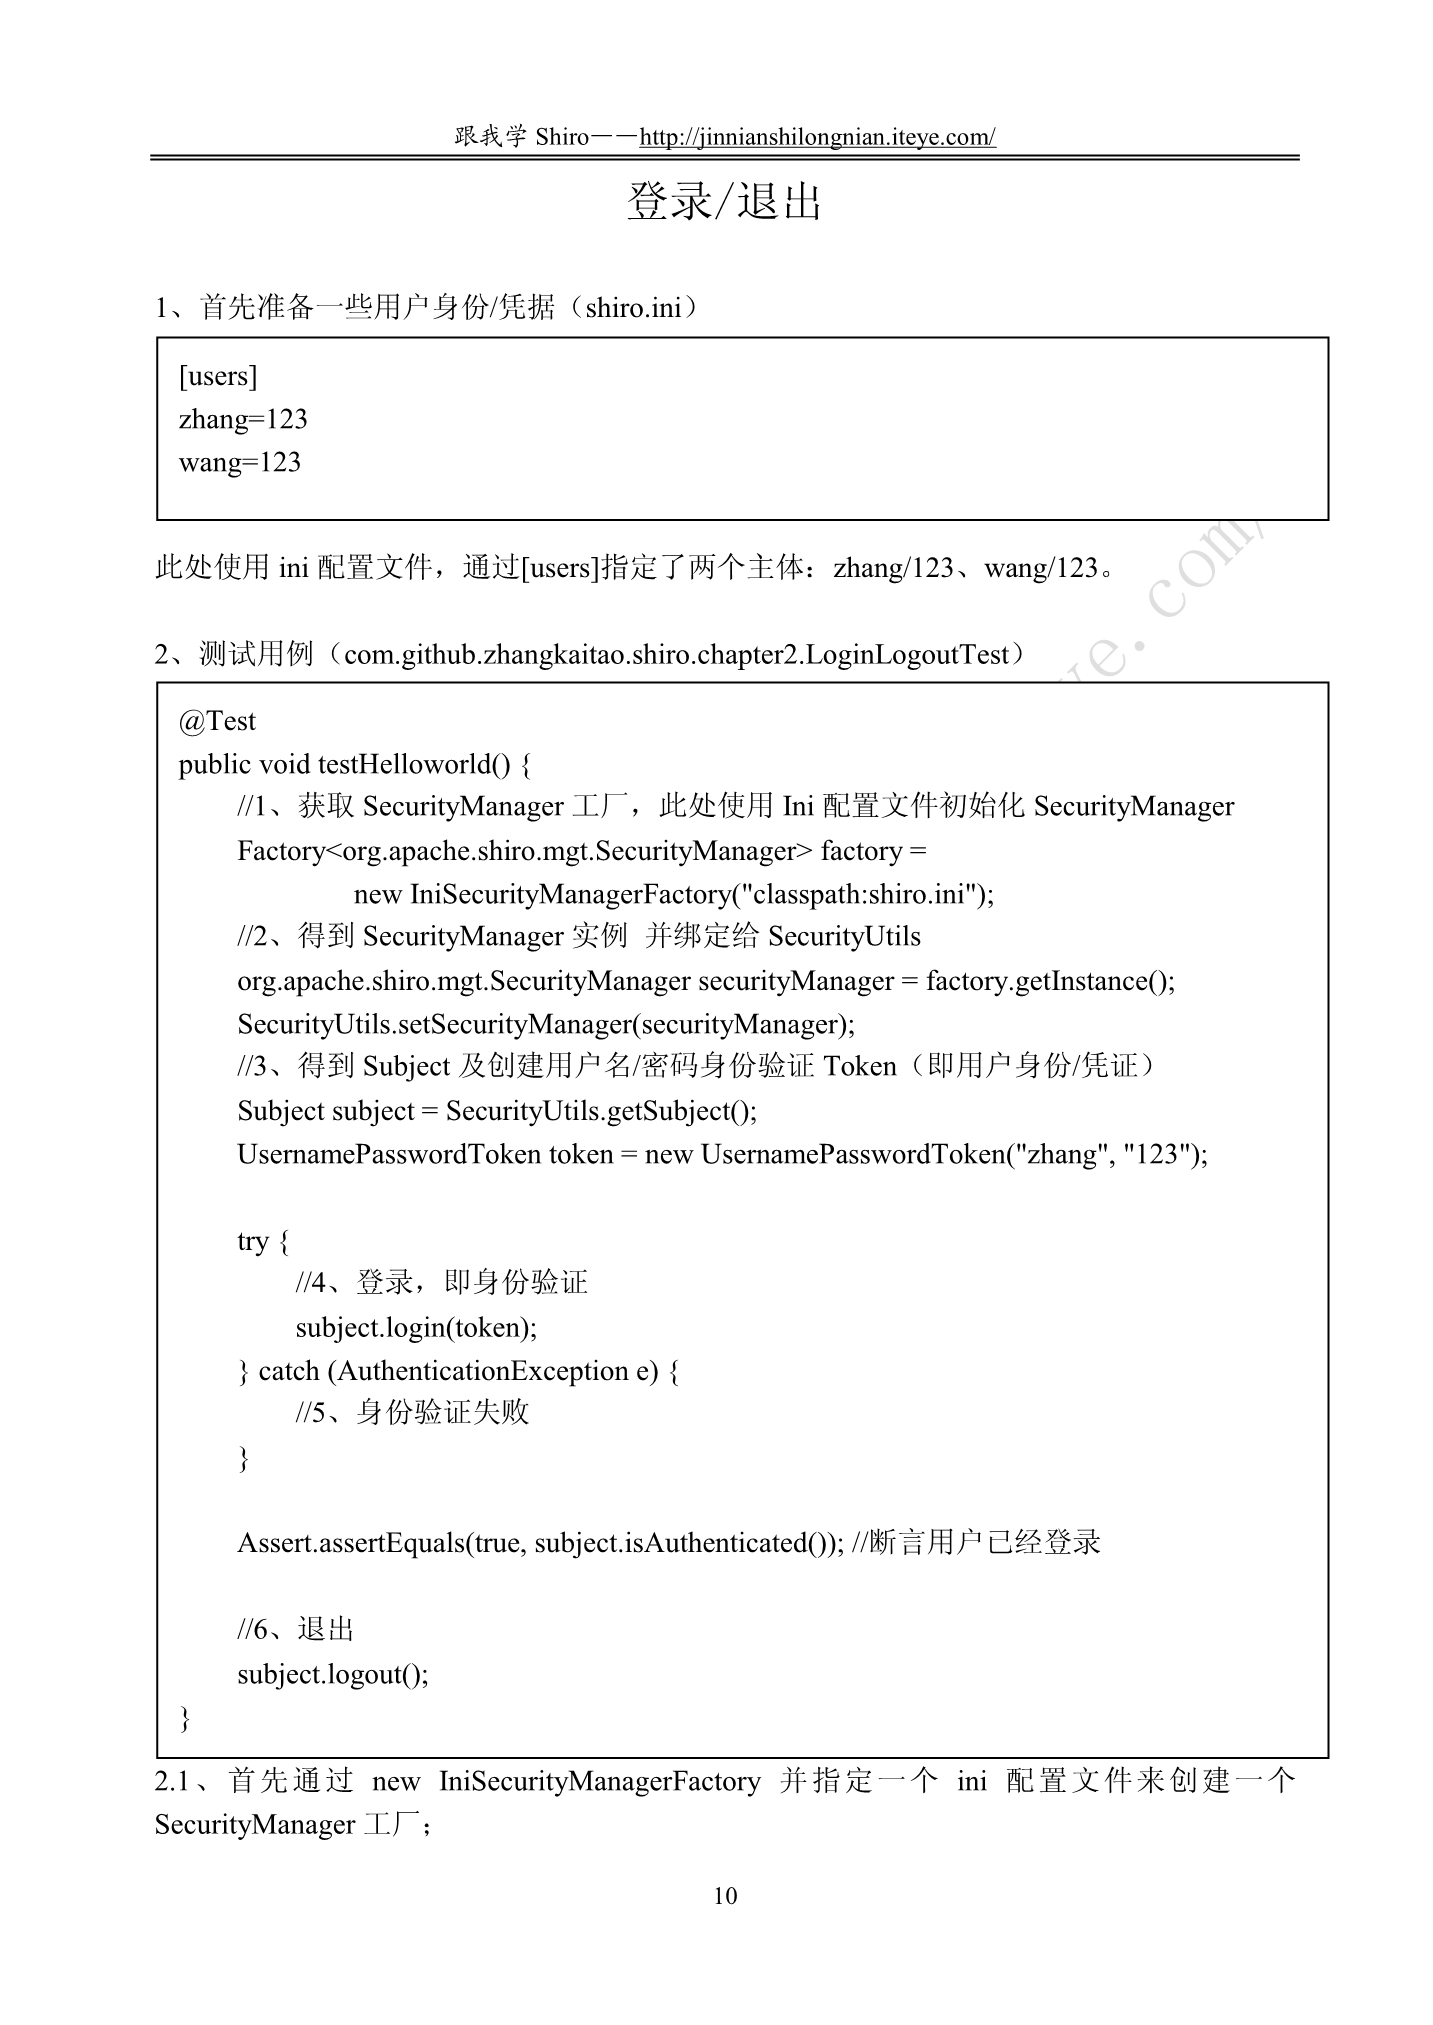 跟我学 Shiro——http://jinnianshilongnian.iteye.com/
登录/退出
1、首先准备一些用户身份/凭据（shiro.ini）
[users]
zhang=123
wang=123
此处使用 ini 配置文件，通过[users]指定了两个主体：zhang/123、wang/123。
2、测试用例（com.github.zhangkaitao.shiro.chapter2.LoginLogoutTest）
@Test
public void testHelloworld() {
//1、获取 SecurityManager 工厂，此处使用 Ini 配置文件初始化 SecurityManager
Factory<org.apache.shiro.mgt.SecurityManager> factory =
new IniSecurityManagerFactory("classpath:shiro.ini");
//2、得到 SecurityManager 实例 并绑定给 SecurityUtils
org.apache.shiro.mgt.SecurityManager securityManager = factory.getInstance();
SecurityUtils.setSecurityManager(securityManager);
//3、得到 Subject 及创建用户名/密码身份验证 Token（即用户身份/凭证）
Subject subject = SecurityUtils.getSubject();
UsernamePasswordToken token = new UsernamePasswordToken("zhang", "123");
try {
//4、登录，即身份验证
subject.login(token);
} catch (AuthenticationException e) {
//5、身份验证失败
}
Assert.assertEquals(true, subject.isAuthenticated()); //断言用户已经登录
//6、退出
subject.logout();
}
2.1、首先通过 new IniSecurityManagerFactory 并指定一个 ini 配置文件来创建一个
SecurityManager 工厂；
10